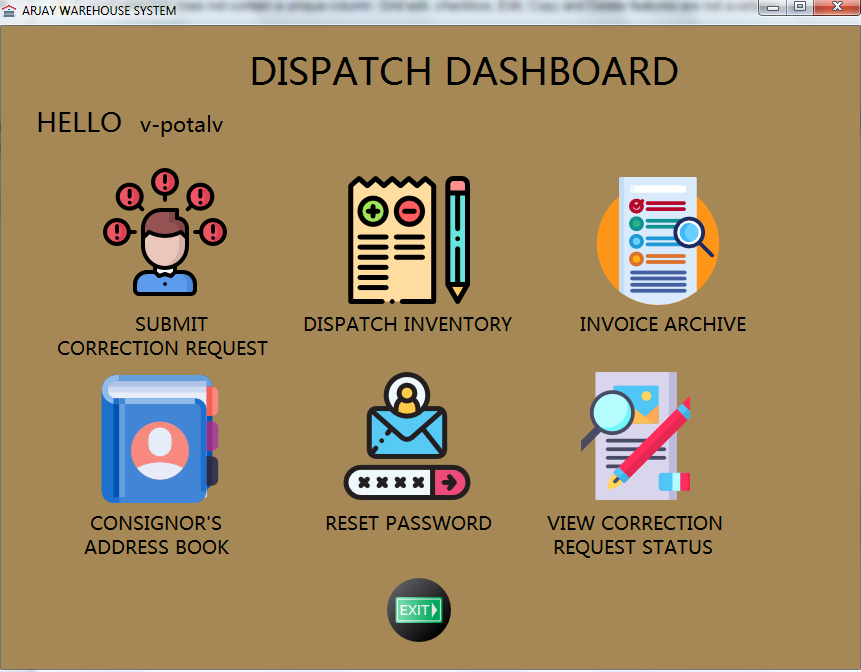 ARJAY WAREHOUSE SYSTEM
DISPATCH DASHBOARD
HELLO v-potalv
SUBMIT
CORRECTION REQUEST
DISPATCH INVENTORY
INVOICE ARCHIVE
CONSIGNOR'S
ADDRESS BOOK
RESET PASSWORD
VIEW CORRECTION
REQUEST STATUS
EXIT